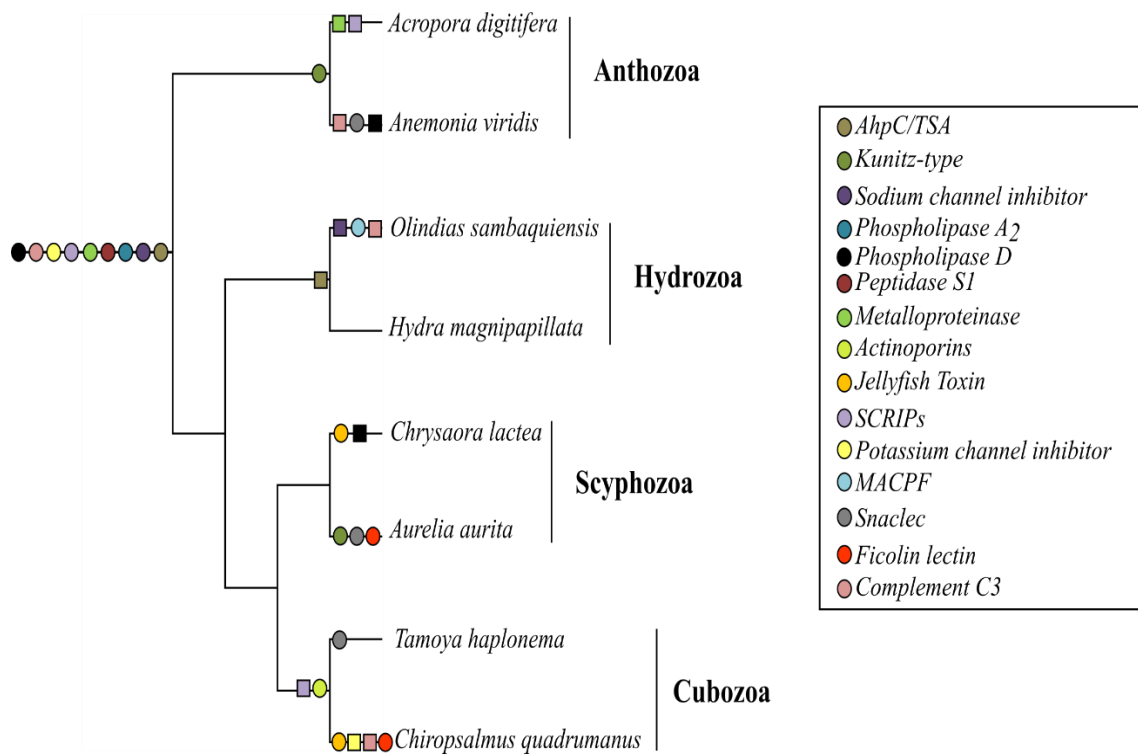 Acropora digitifera
Anthozoa
Anemonia viridis
Olindias sambaquiensis
Hydrozoa
Hydra magnipapillata
Chrysaora lactea
Scyphozoa
Aurelia aurita
Tamoya haplonema
Cubozoa
Chiropsalmus quadrumanus
AhpC/TSA
Kunitz-type
Sodium channel inhibitor
Phospholipase A2
Phospholipase D
Peptidase S1
Metalloproteinase
Actinoporins
Jellyfish Toxin
SCRIPs
Potassium channel inhibitor
MACPF
Snaclec
Ficolin lectin
Complement C3